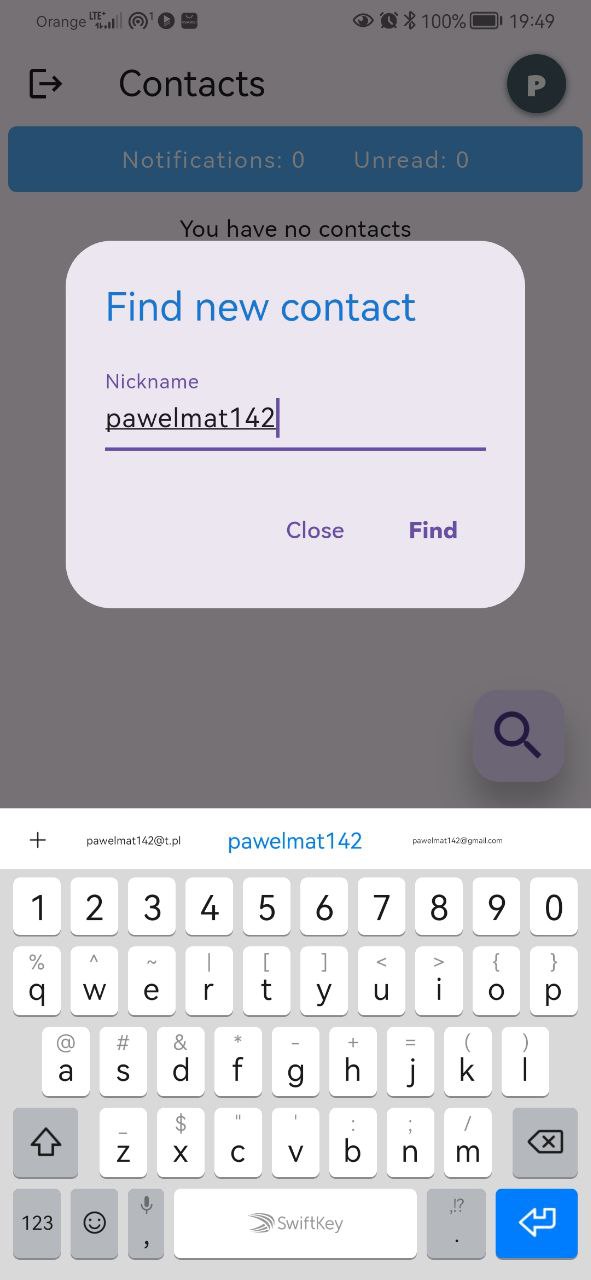 Orange LTE+ 1 100% 19:49
Contacts P
Notifications: 0 Unread: 0
You have no contacts
Find new contact
Nickname
pawelmat142
Close Find
pawelmat142@t.pl pawelmat142 pawelmat142@gmail.com
1 2 3 4 5 6 7 8 9 0
% ^ ~ | [ ] < > { }
q w e r t y u i o p
@ # & * - + = ( )
a s d f g h j k l
_ $ " ' : ; /
z x c v b n m
123 , SwiftKey ,!? .